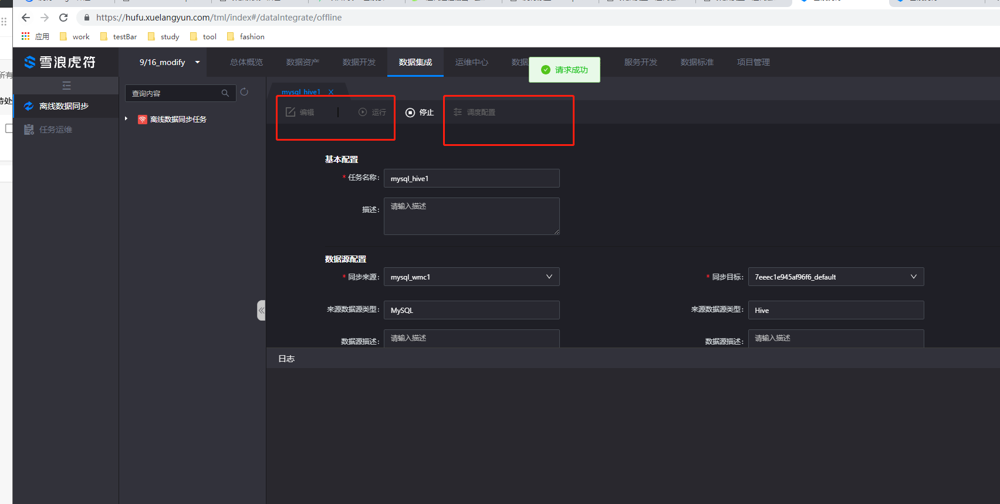 https://hufu.xuelangyun.com/tml/index#/dataIntegrate/offline
应用 work testBar study tool fashion
所有
雪浪虎符 9/16_modify 总体概览 数据资产 数据开发 数据集成 运维中心 数据 服务开发 数据标准 项目管理
请求成功
mysql_hive1
查询内容
待处
离线数据同步
任务运维
离线数据同步任务
编辑 运行 停止 调度配置
基本配置
* 任务名称: mysql_hive1
描述: 请输入描述
数据源配置
* 同步来源: mysql_wmc1 * 同步目标: 7eeec1e945af96f6_default
来源数据源类型: MySQL 来源数据源类型: Hive
数据源描述: 请输入描述 数据源描述: 请输入描述
日志